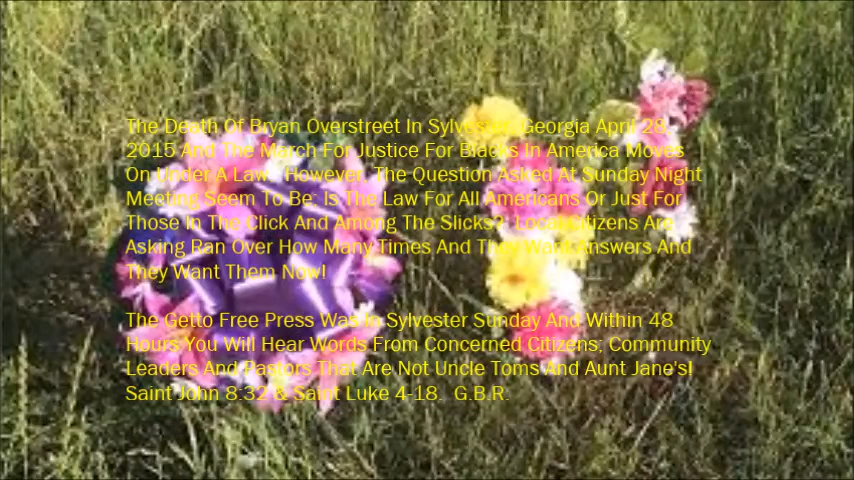 The Death Of Bryan Overstreet In Sylvester, Georgia April 28,
2015 And The March For Justice For Blacks In America Moves
On Under A Law. However, The Question Asked At Sunday Night
Meeting Seem To Be: Is The Law For All Americans Or Just For
Those In The Click And Among The Slicks? Local Citizens Are
Asking Ran Over How Many Times And They Want Answers And
They Want Them Now!
The Getto Free Press Was In Sylvester Sunday And Within 48
Hours You Will Hear Words From Concerned Citizens; Community
Leaders And Pastors That Are Not Uncle Toms And Aunt Jane's!
Saint John 8:32 & Saint Luke 4-18. G.B.R.